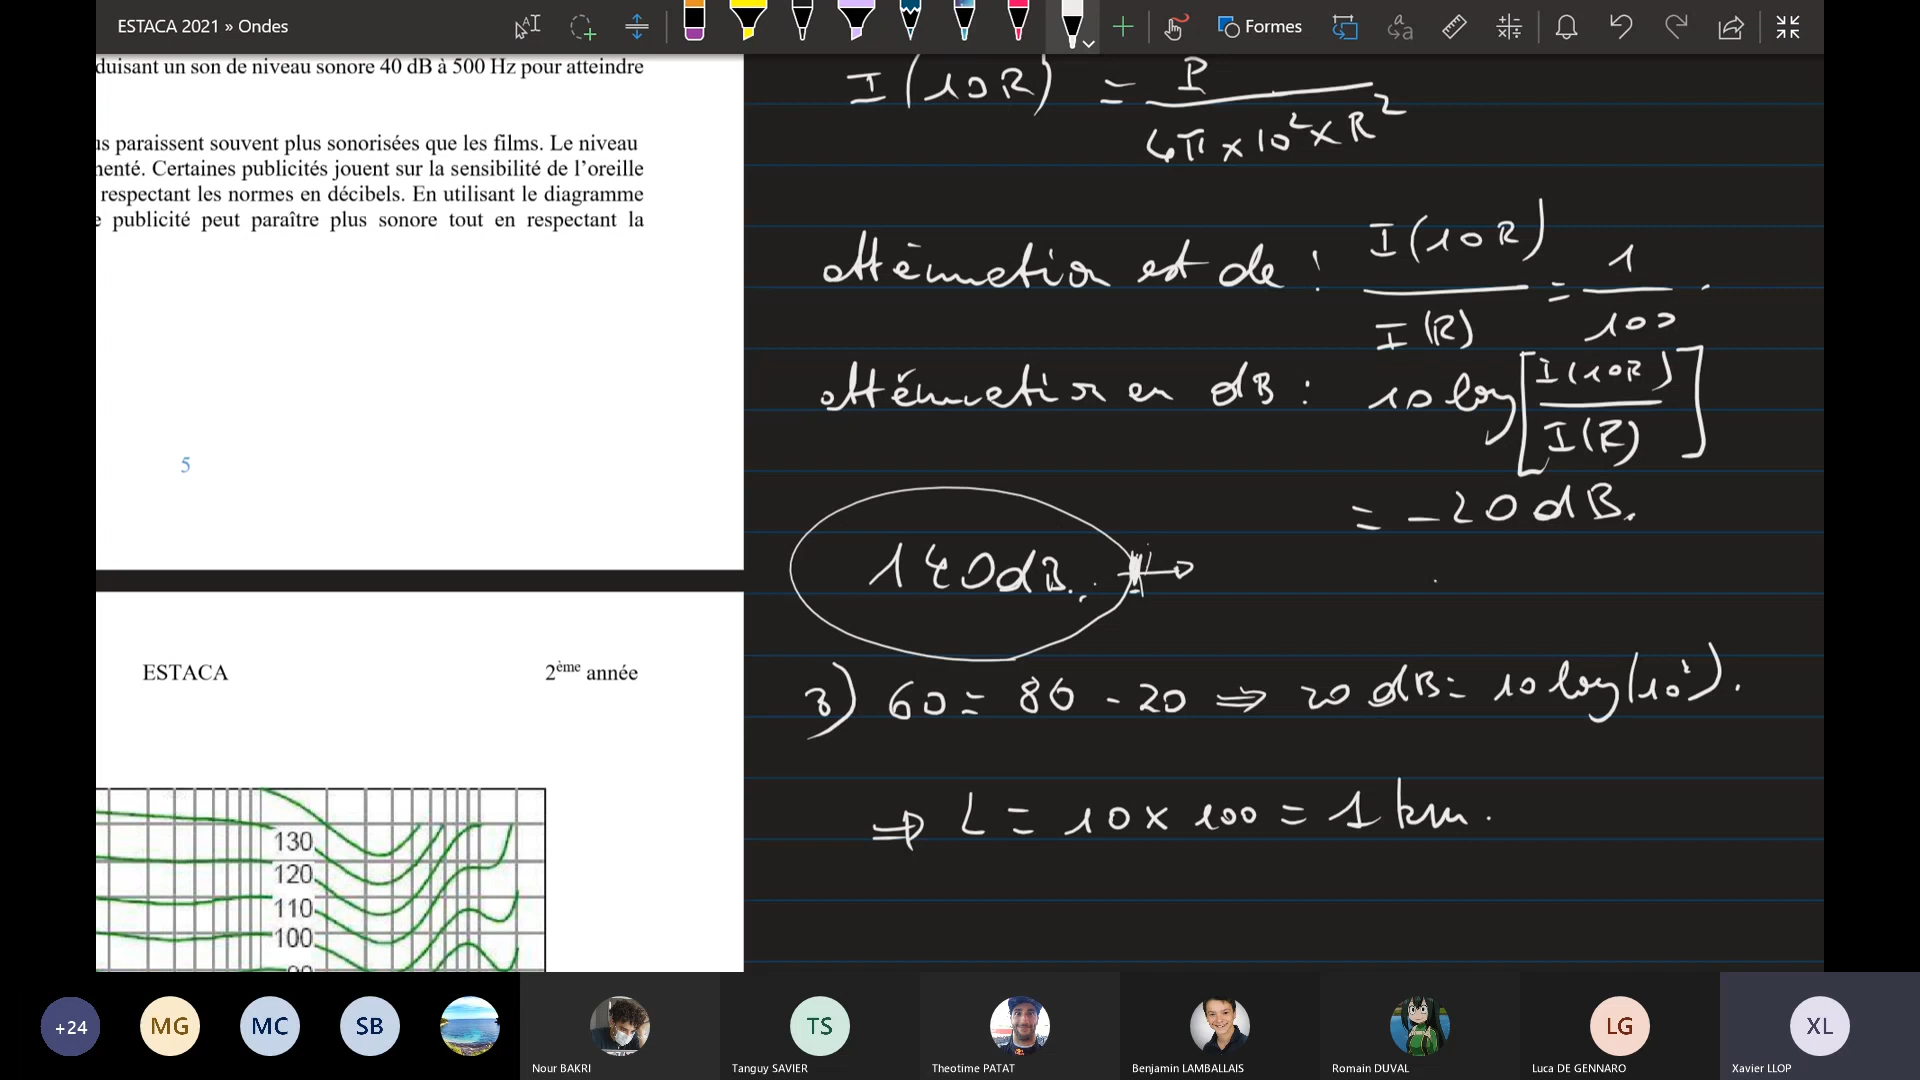 ESTACA 2021 » Ondes
Formes
duisant un son de niveau sonore 40 dB à 500 Hz pour atteindre
us paraissent souvent plus sonorisées que les films. Le niveau
menté. Certaines publicités jouent sur la sensibilité de l'oreille
respectant les normes en décibels. En utilisant le diagramme
e publicité peut paraître plus sonore tout en respectant la
5
ESTACA 2ème année
130
120
110
100
90
I(10R) = P / 4π × 10² × R²
atténuation est de : I(10R) / I(R) = 1 / 100 .
atténuation en dB : 10 log [I(10R) / I(R)]
= -20 dB.
140dB.
3) 60 = 80 - 20 ⇒ 20 dB = 10 log(10²).
⇒ L = 10 × 100 = 1 km.
+24
MG
MC
SB
Nour BAKRI
TS
Tanguy SAVIER
Theotime PATAT
Benjamin LAMBALLAIS
Romain DUVAL
LG
Luca DE GENNARO
XL
Xavier LLOP